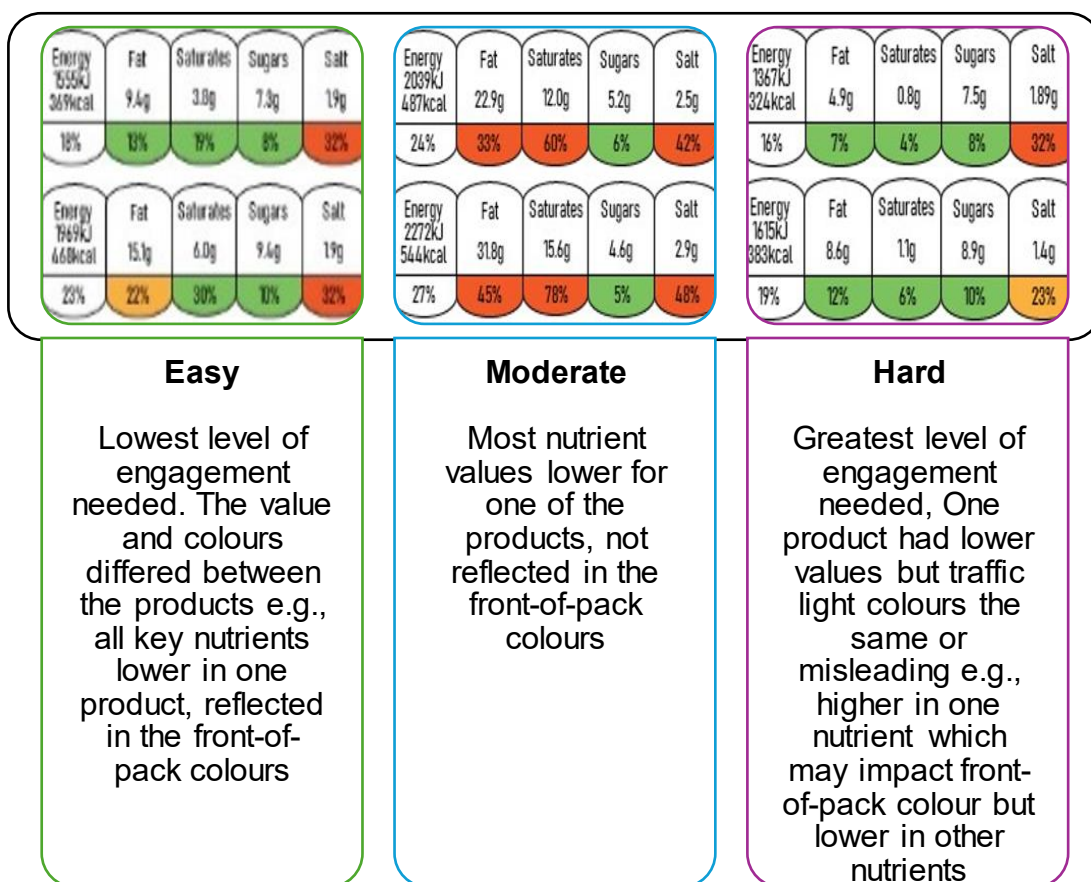 Energy Fat Saturates Sugars Salt
1555kJ
369kcal 9.4g 3.8g 7.3g 1.9g
18% 13% 19% 8% 32%
Energy Fat Saturates Sugars Salt
1969kJ
468kcal 15.1g 6.0g 9.4g 1.9g
23% 22% 30% 10% 32%
Energy Fat Saturates Sugars Salt
2039kJ
487kcal 22.9g 12.0g 5.2g 2.5g
24% 33% 60% 6% 42%
Energy Fat Saturates Sugars Salt
2272kJ
544kcal 31.8g 15.6g 4.6g 2.9g
27% 45% 78% 5% 48%
Energy Fat Saturates Sugars Salt
1367kJ
324kcal 4.9g 0.8g 7.5g 1.89g
16% 7% 4% 8% 32%
Energy Fat Saturates Sugars Salt
1615kJ
383kcal 8.6g 1.1g 8.9g 1.4g
19% 12% 6% 10% 23%
Easy
Lowest level of
engagement
needed. The value
and colours
differed between
the products e.g.,
all key nutrients
lower in one
product, reflected
in the front-of-
pack colours
Moderate
Most nutrient
values lower for
one of the
products, not
reflected in the
front-of-pack
colours
Hard
Greatest level of
engagement
needed, One
product had lower
values but traffic
light colours the
same or
misleading e.g.,
higher in one
nutrient which
may impact front-
of-pack colour but
lower in other
nutrients